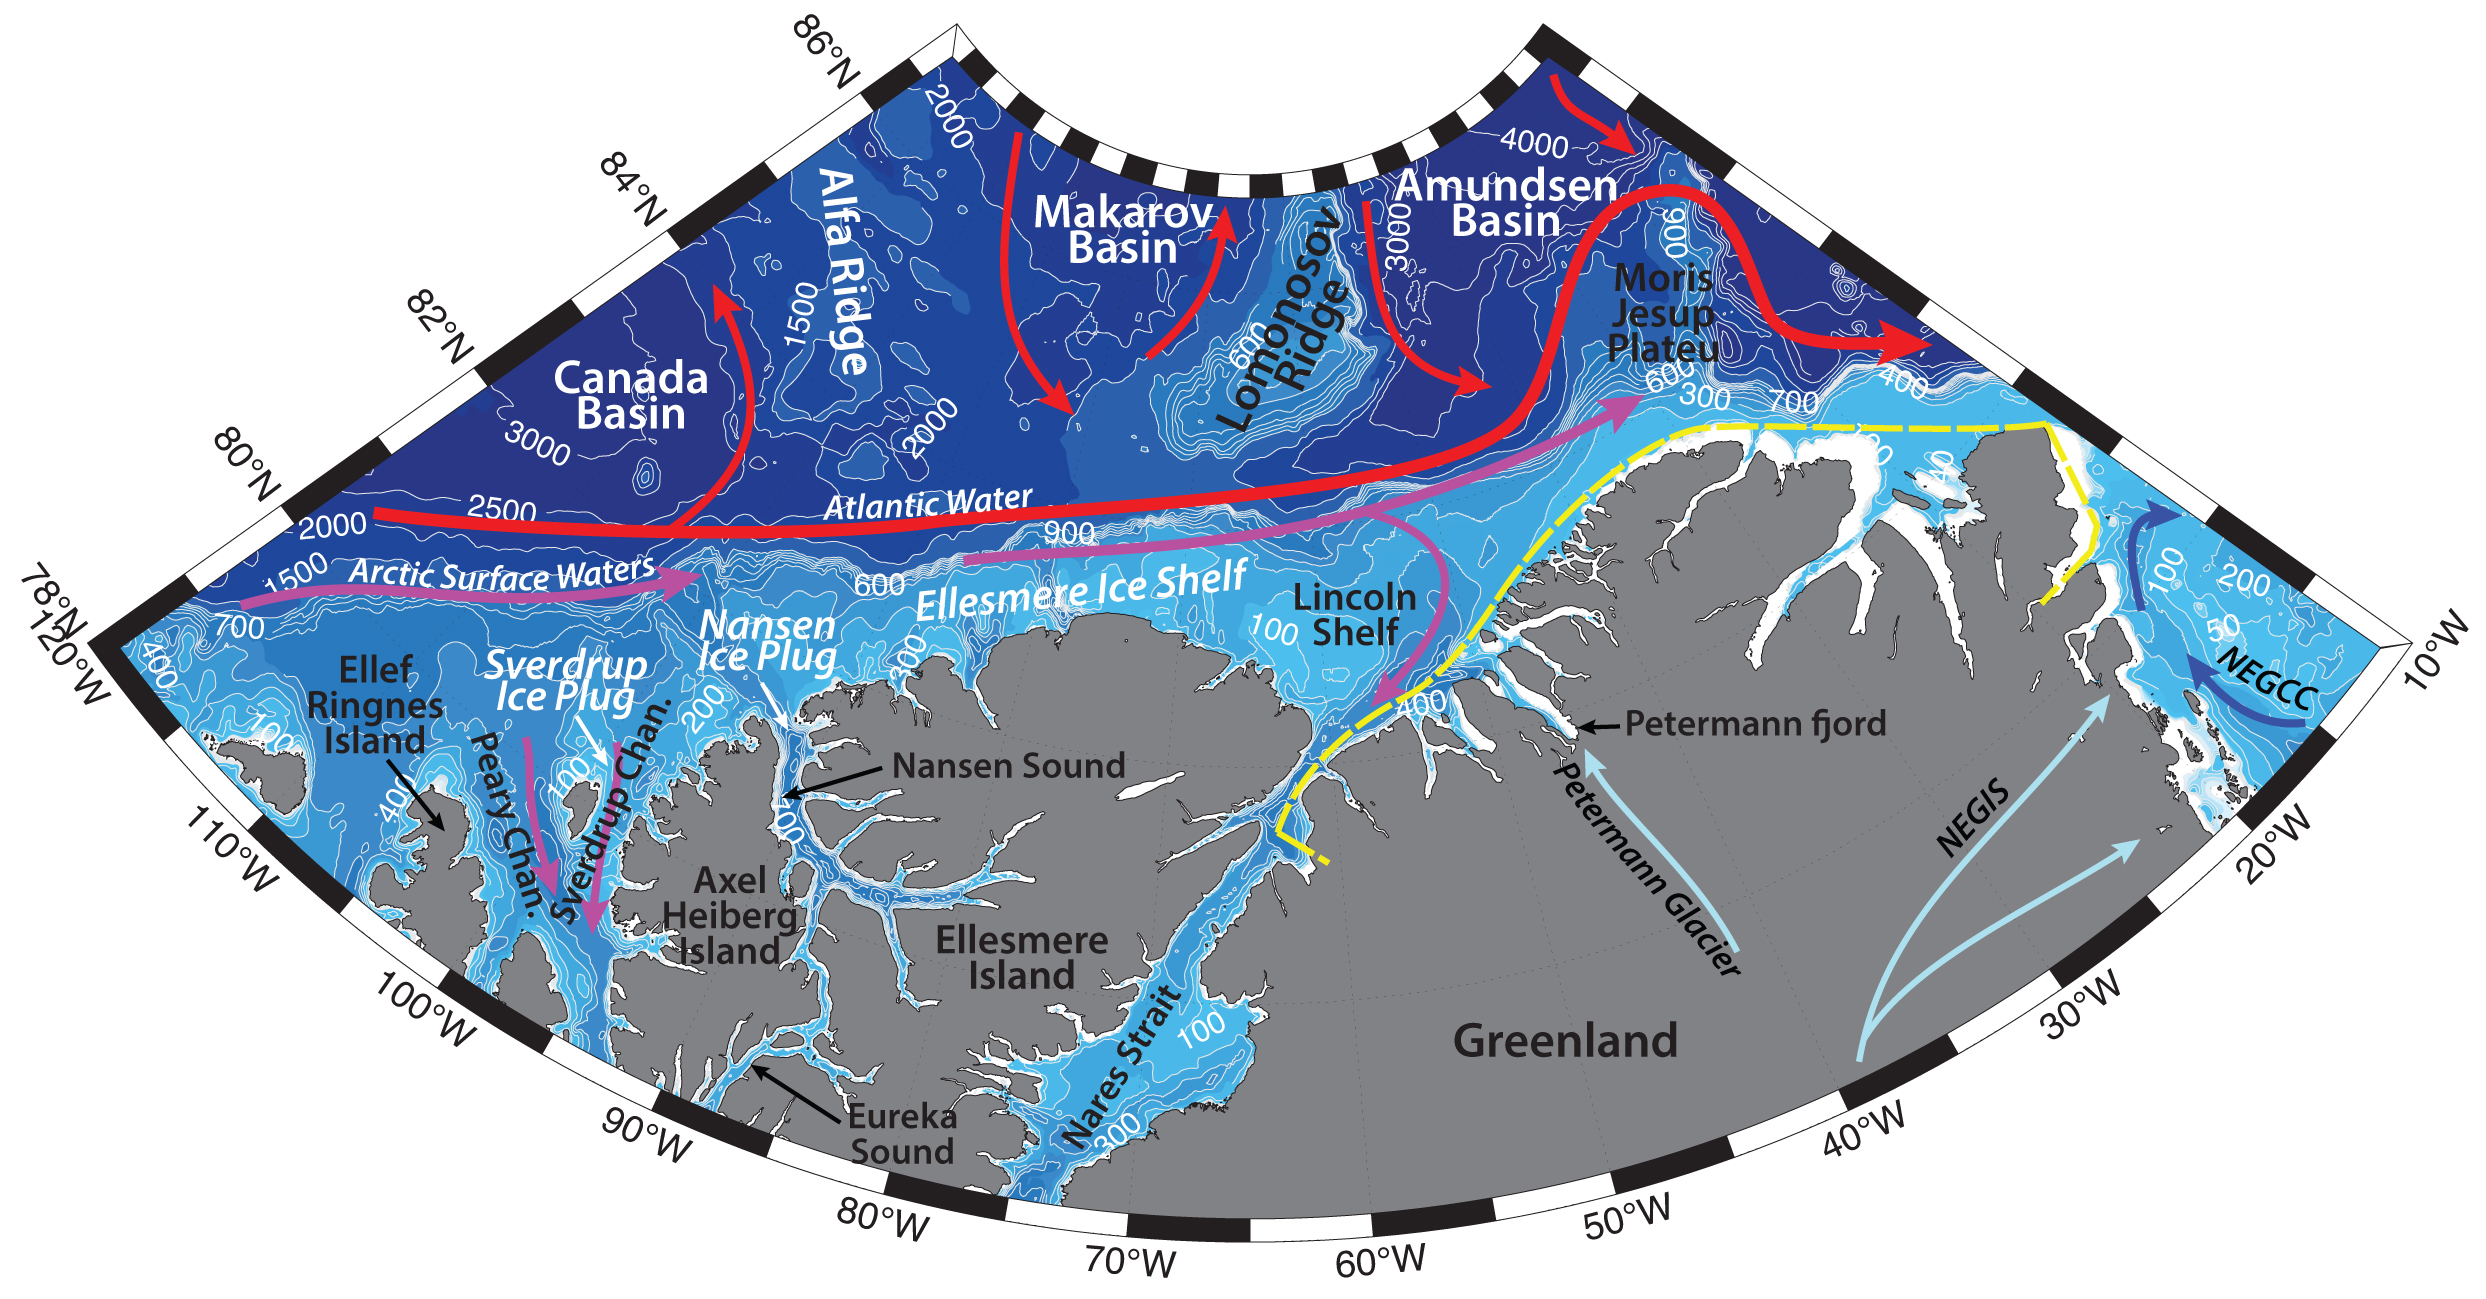 86°N
84°N
82°N
80°N
78°N
120°W
110°W
100°W
90°W
80°W
70°W
60°W
50°W
40°W
30°W
20°W
10°W
2000
4000
Alfa Ridge
Makarov
Basin
Amundsen
Basin
Lomonosov
Ridge
3000
900
Moris
Jesup
Plateu
1500
600
Canada
Basin
3000
2000
600
300
700
400
2500
2000
Atlantic Water
900
1500
Arctic Surface Waters
600
Ellesmere Ice Shelf
700
Nansen
Ice Plug
Lincoln
Shelf
100
300
400
Ellef
Ringnes
Island
Sverdrup
Ice Plug
200
100
100
200
50
NEGCC
400
Petermann fjord
Nansen Sound
400
Peary Chan.
100
Sverdrup Chan.
Petermann Glacier
NEGIS
Axel
Heiberg
Island
Ellesmere
Island
Nares Strait
100
300
Greenland
Eureka
Sound